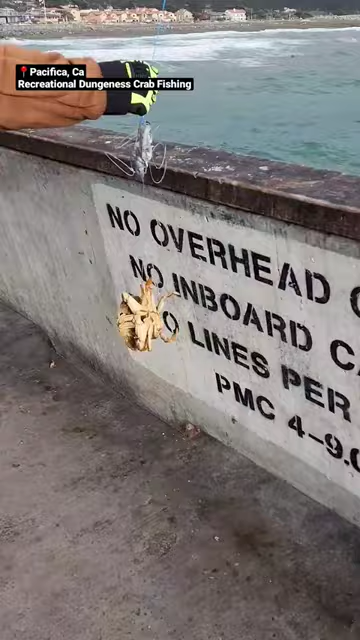 Pacifica, Ca
Recreational Dungeness Crab Fishing
NO OVERHEAD
NO INBOARD
LINES PER
PMC 4-9.0